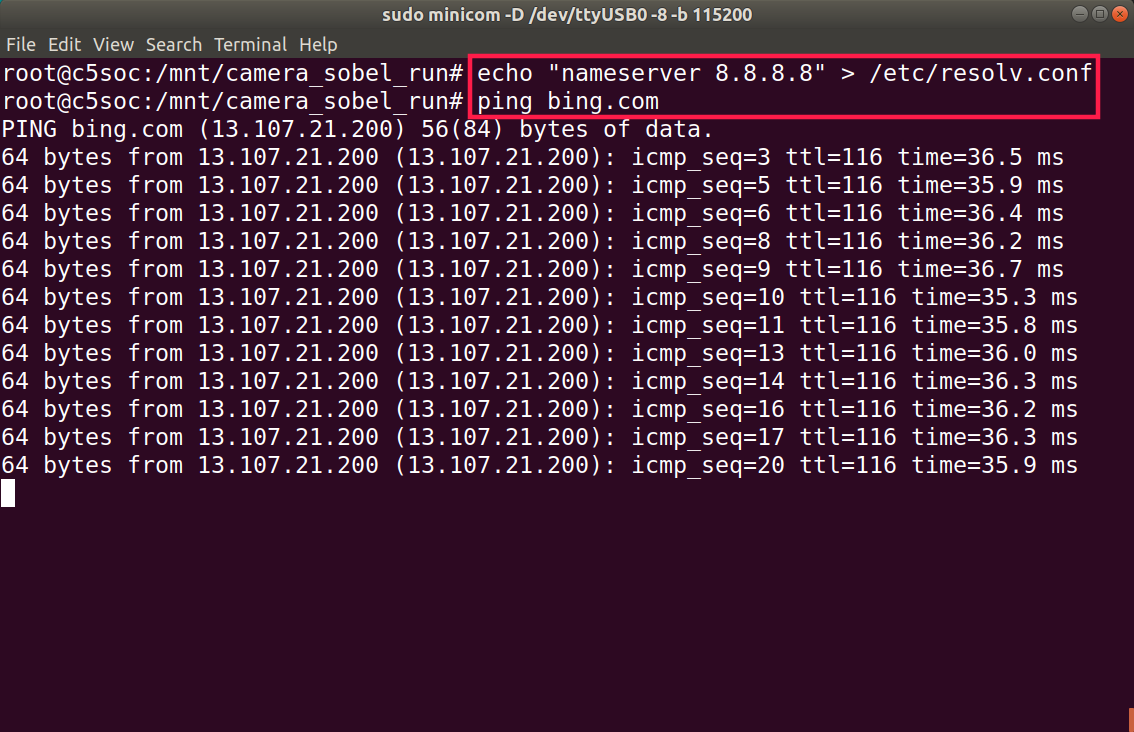 sudo minicom -D /dev/ttyUSB0 -8 -b 115200
File Edit View Search Terminal Help
root@c5soc:/mnt/camera_sobel_run# echo "nameserver 8.8.8.8" > /etc/resolv.conf
root@c5soc:/mnt/camera_sobel_run# ping bing.com
PING bing.com (13.107.21.200) 56(84) bytes of data.
64 bytes from 13.107.21.200 (13.107.21.200): icmp_seq=3 ttl=116 time=36.5 ms
64 bytes from 13.107.21.200 (13.107.21.200): icmp_seq=5 ttl=116 time=35.9 ms
64 bytes from 13.107.21.200 (13.107.21.200): icmp_seq=6 ttl=116 time=36.4 ms
64 bytes from 13.107.21.200 (13.107.21.200): icmp_seq=8 ttl=116 time=36.2 ms
64 bytes from 13.107.21.200 (13.107.21.200): icmp_seq=9 ttl=116 time=36.7 ms
64 bytes from 13.107.21.200 (13.107.21.200): icmp_seq=10 ttl=116 time=35.3 ms
64 bytes from 13.107.21.200 (13.107.21.200): icmp_seq=11 ttl=116 time=35.8 ms
64 bytes from 13.107.21.200 (13.107.21.200): icmp_seq=13 ttl=116 time=36.0 ms
64 bytes from 13.107.21.200 (13.107.21.200): icmp_seq=14 ttl=116 time=36.3 ms
64 bytes from 13.107.21.200 (13.107.21.200): icmp_seq=16 ttl=116 time=36.2 ms
64 bytes from 13.107.21.200 (13.107.21.200): icmp_seq=17 ttl=116 time=36.3 ms
64 bytes from 13.107.21.200 (13.107.21.200): icmp_seq=20 ttl=116 time=35.9 ms